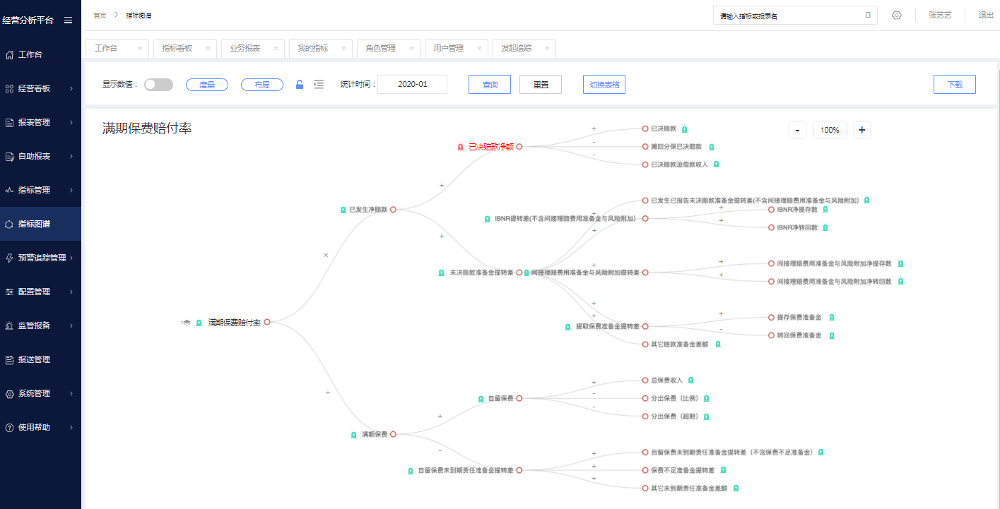 经营分析平台
首页 > 指标图谱
请输入指标或报表名
张艺艺
退出
工作台
经营看板
报表管理
自助报表
指标管理
指标图谱
预警追踪管理
配置管理
监管报备
报送管理
系统管理
使用帮助
工作台 ×
指标看板 ×
业务报表 ×
我的指标 ×
角色管理 ×
用户管理 ×
发起追踪 ×
显示数值：
度量
布局
统计时间：
2020-01
查询
重置
切换表格
下载
满期保费赔付率
- 100% +
+ 已决赔款
已决赔款净额
- 摊回分保已决赔款
- 已决赔款追偿款收入
+
已发生净赔款
已发生已报告未决赔款准备金提转差(不含间接理赔费用准备金与风险附加)
+
IBNR提转差(不含间接理赔费用准备金与风险附加)
+ IBNR净提存数
+ IBNR净转回数
+
+
×
未决赔款准备金提转差
+
间接理赔费用准备金与风险附加提转差
+ 间接理赔费用准备金与风险附加净提存数
+ 间接理赔费用准备金与风险附加净转回数
+
+
提取保费准备金提转差
+ 提存保费准备金
- 转回保费准备金
其它赔款准备金差额
满期保费赔付率
÷
自留保费
+ 总保费收入
- 分出保费（比例）
- 分出保费（超赔）
+
满期保费
-
自留保费未到期责任准备金提转差
+ 自留保费未到期责任准备金提转差（不含保费不足准备金）
+ 保费不足准备金提转差
+ 其它未到期责任准备金差额